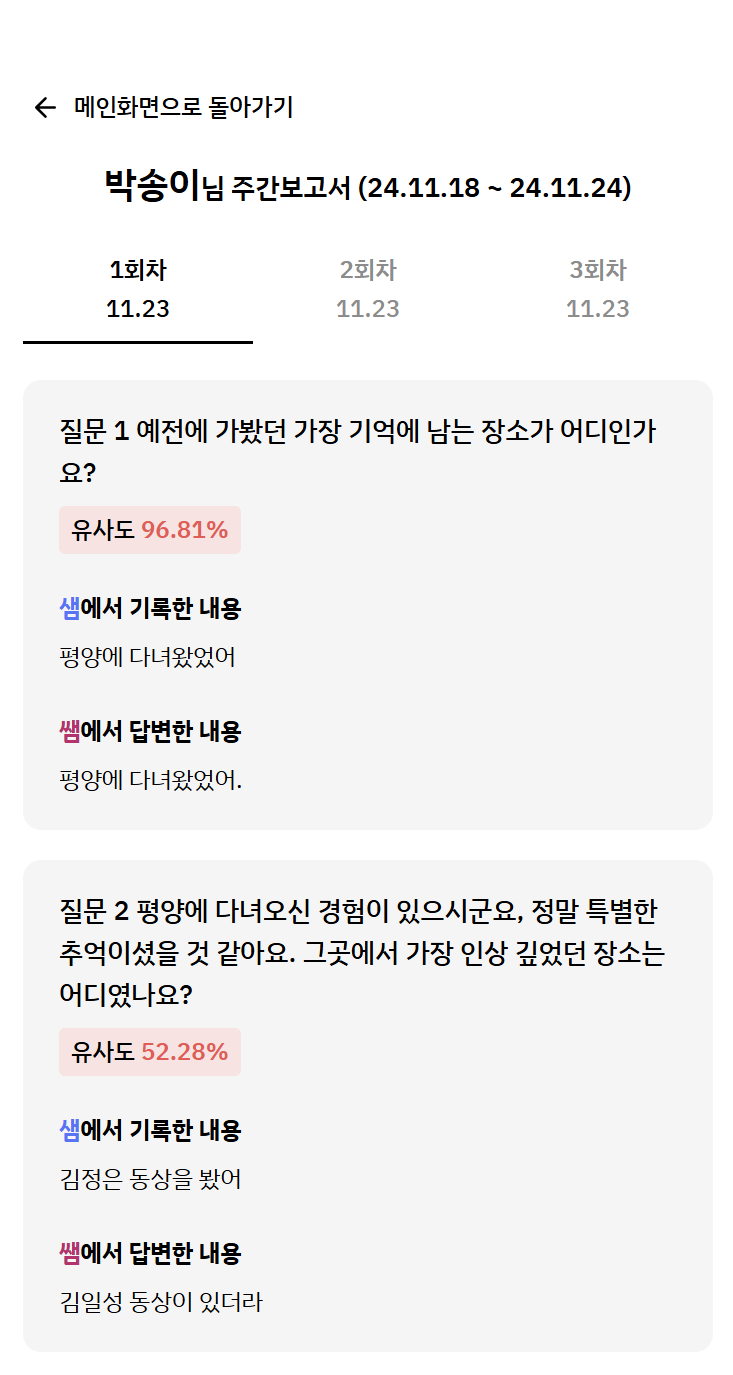 메인화면으로 돌아가기
박송이님 주간보고서 (24.11.18 ~ 24.11.24)
1회차
11.23
2회차
11.23
3회차
11.23
질문 1 예전에 가봤던 가장 기억에 남는 장소가 어디인가
요?
유사도 96.81%
샘에서 기록한 내용
평양에 다녀왔었어
쌤에서 답변한 내용
평양에 다녀왔었어.
질문 2 평양에 다녀오신 경험이 있으시군요, 정말 특별한
추억이셨을 것 같아요. 그곳에서 가장 인상 깊었던 장소는
어디였나요?
유사도 52.28%
샘에서 기록한 내용
김정은 동상을 봤어
쌤에서 답변한 내용
김일성 동상이 있더라